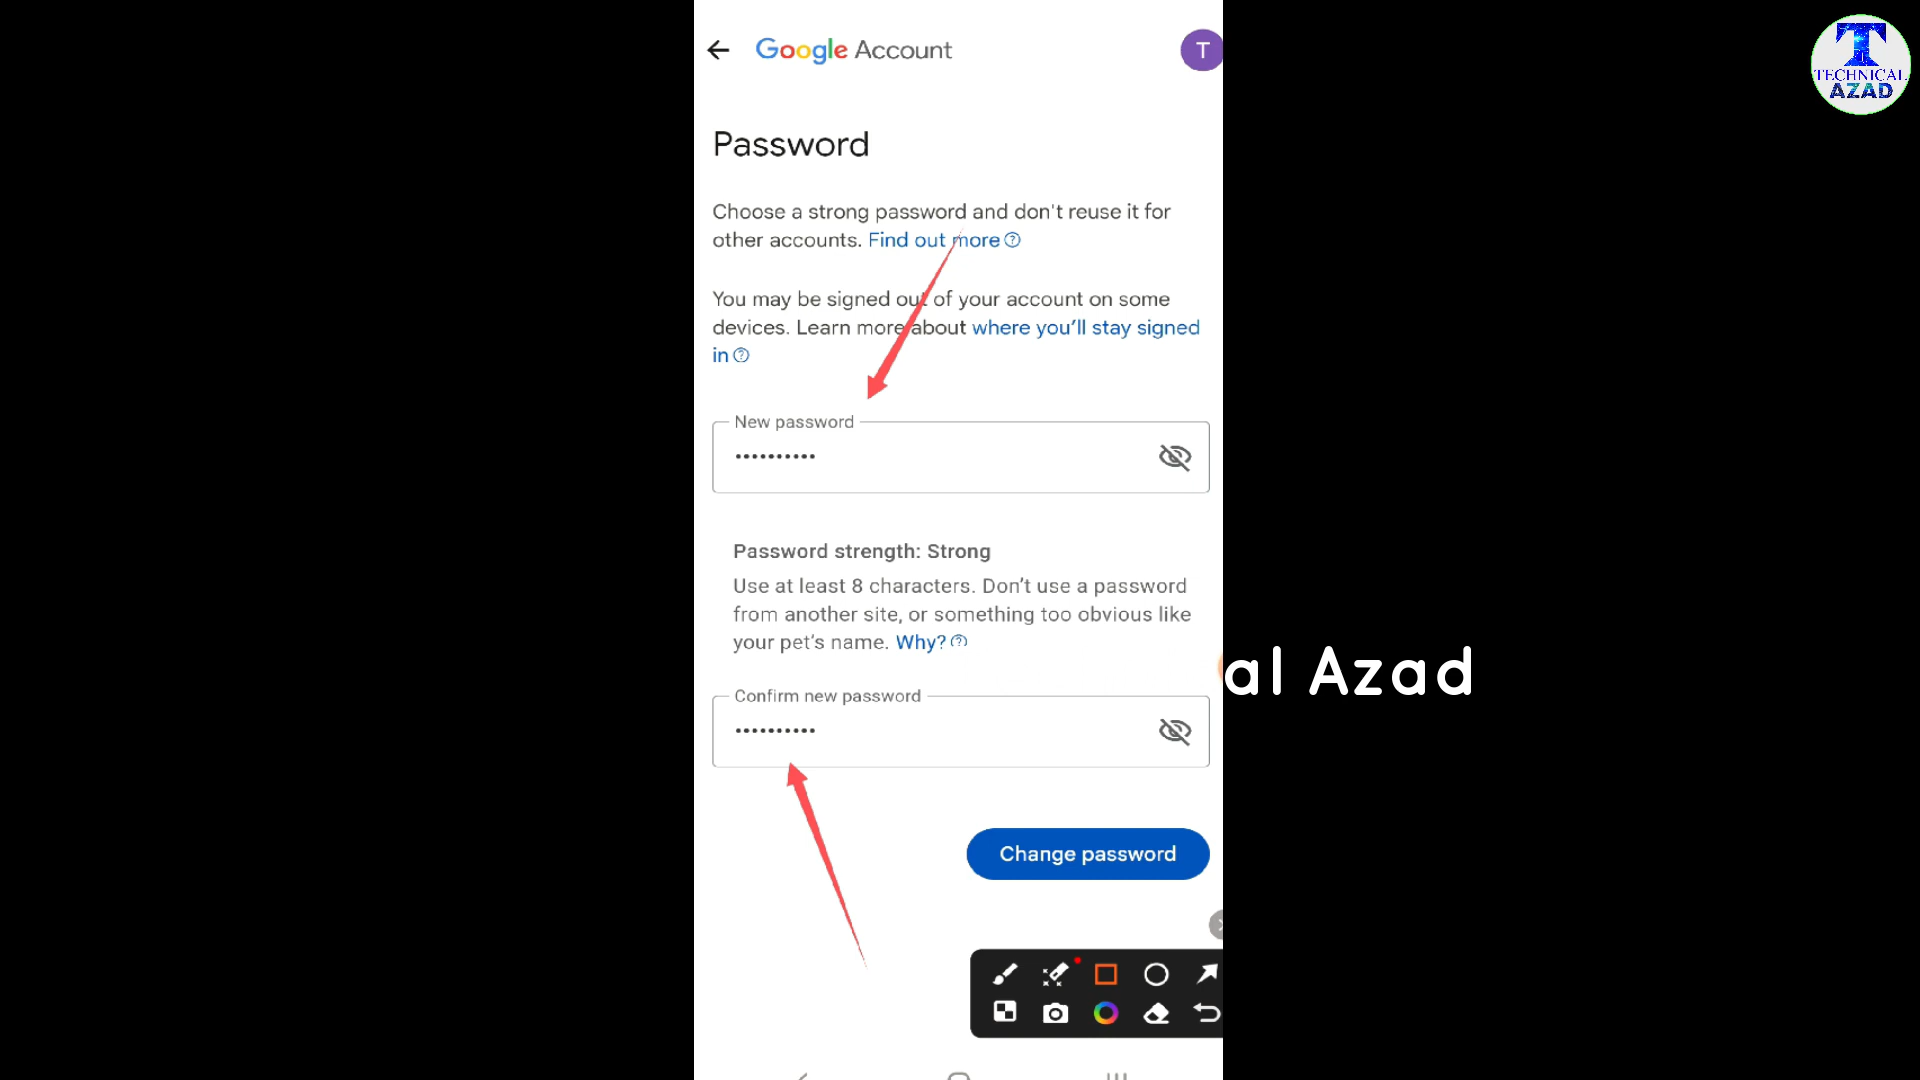 Google Account
T
T
TECHNICAL
AZAD
Password
Choose a strong password and don't reuse it for
other accounts. Find out more
You may be signed out of your account on some
devices. Learn more about where you’ll stay signed
in
New password
••••••••••
Password strength: Strong
Use at least 8 characters. Don’t use a password
from another site, or something too obvious like
your pet’s name. Why?
al Azad
Confirm new password
••••••••••
Change password